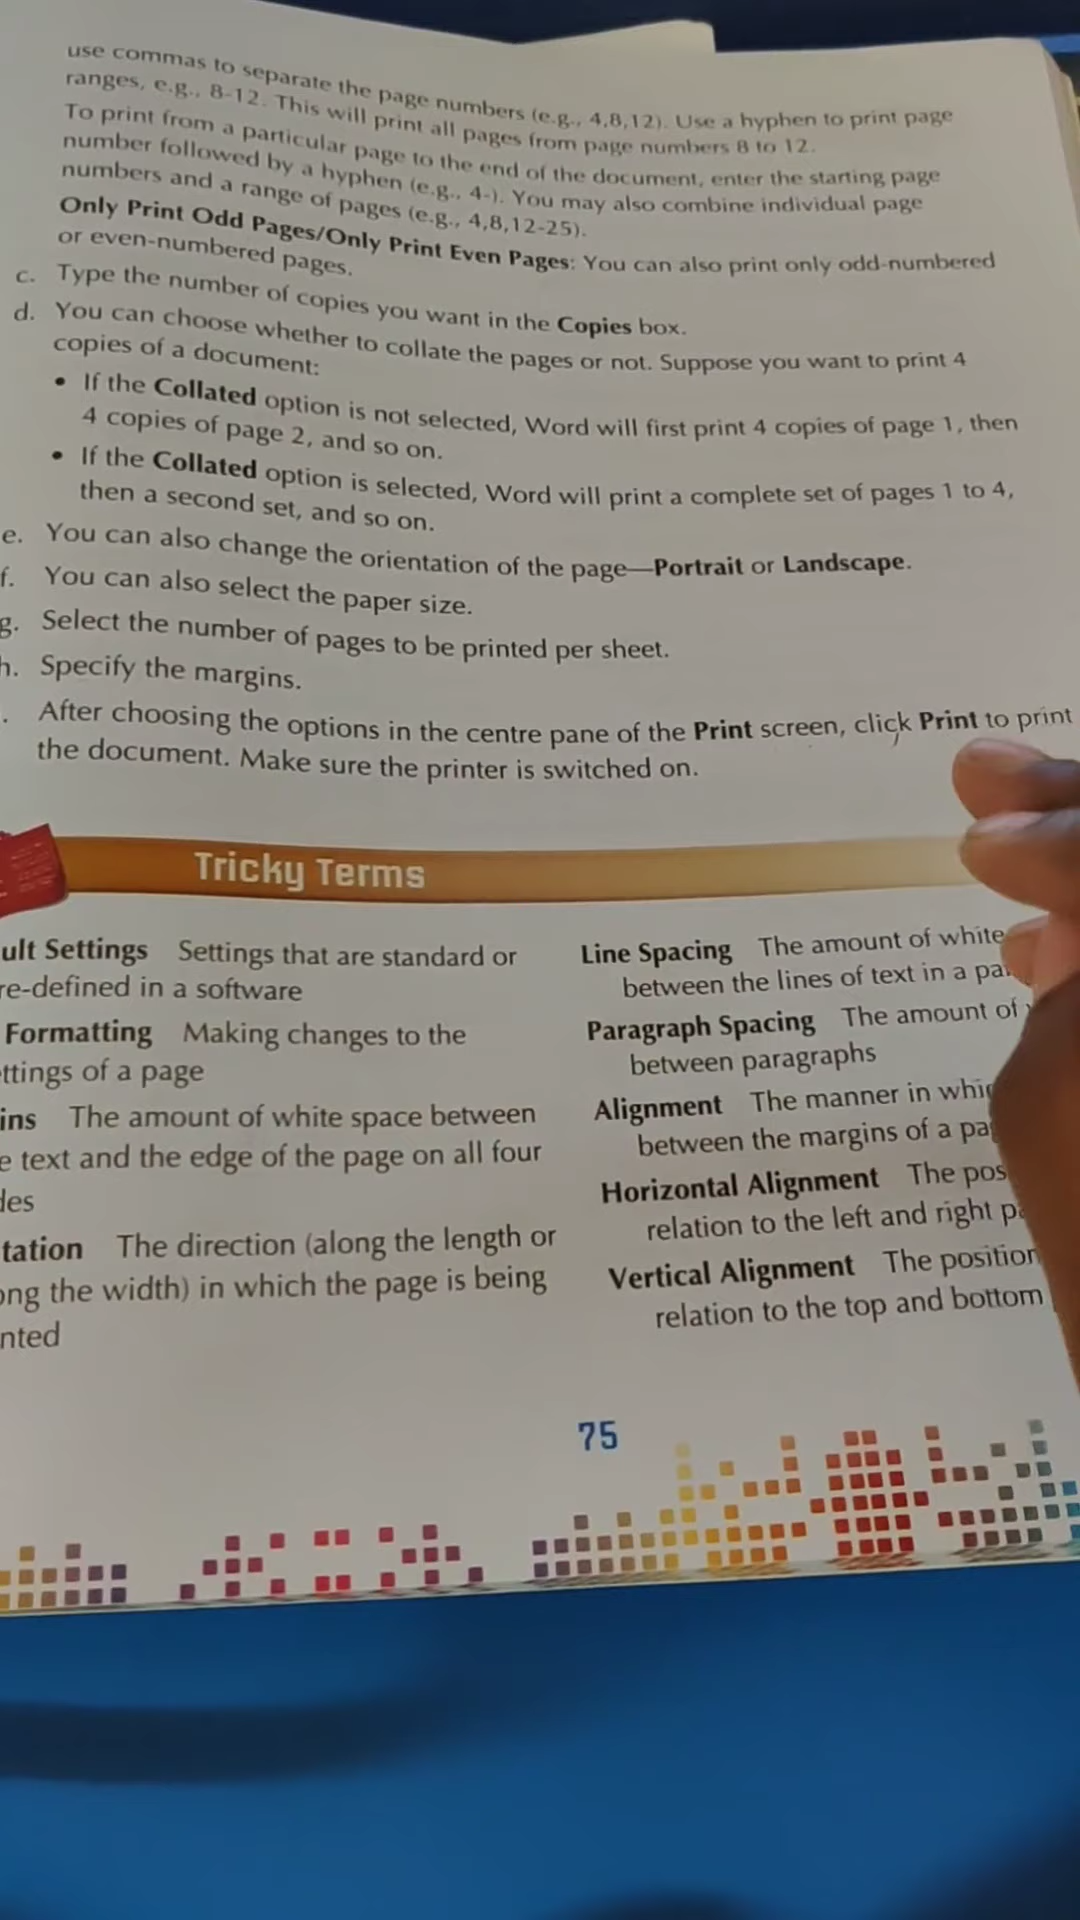 use commas to separate the page numbers (e.g., 4,8,12). Use a hyphen to print page
ranges, e.g., 8-12. This will print all pages from page numbers 8 to 12.
To print from a particular page to the end of the document, enter the starting page
number followed by a hyphen (e.g., 4-). You may also combine individual page
numbers and a range of pages (e.g., 4,8,12-25).
Only Print Odd Pages/Only Print Even Pages: You can also print only odd-numbered
or even-numbered pages.
c. Type the number of copies you want in the Copies box.
d. You can choose whether to collate the pages or not. Suppose you want to print 4
copies of a document:
• If the Collated option is not selected, Word will first print 4 copies of page 1, then
4 copies of page 2, and so on.
• If the Collated option is selected, Word will print a complete set of pages 1 to 4,
then a second set, and so on.
e. You can also change the orientation of the page—Portrait or Landscape.
f. You can also select the paper size.
g. Select the number of pages to be printed per sheet.
h. Specify the margins.
. After choosing the options in the centre pane of the Print screen, click Print to print
the document. Make sure the printer is switched on.
Tricky Terms
ult Settings Settings that are standard or
re-defined in a software
Formatting Making changes to the
ttings of a page
ins The amount of white space between
e text and the edge of the page on all four
des
tation The direction (along the length or
ong the width) in which the page is being
nted
Line Spacing The amount of white
between the lines of text in a pa
Paragraph Spacing The amount of
between paragraphs
Alignment The manner in whic
between the margins of a pa
Horizontal Alignment The pos
relation to the left and right p
Vertical Alignment The position
relation to the top and bottom
75